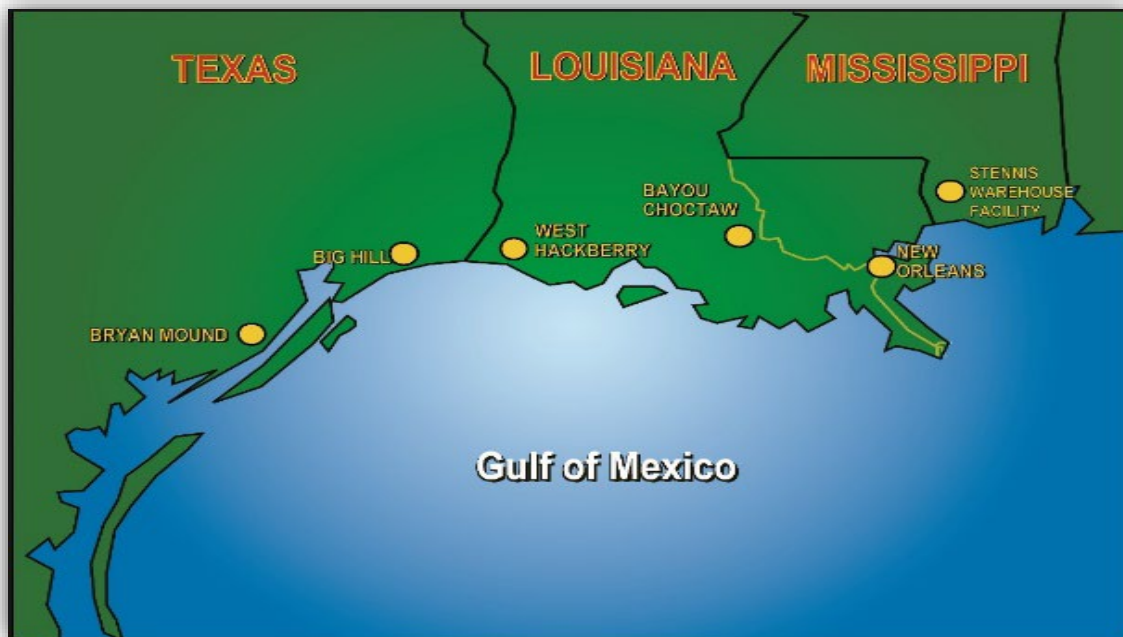 TEXAS
LOUISIANA
MISSISSIPPI
STENNIS
WAREHOUSE
FACILITY
BAYOU
CHOCTAW
WEST
HACKBERRY
BIG HILL
NEW
ORLEANS
BRYAN MOUND
Gulf of Mexico